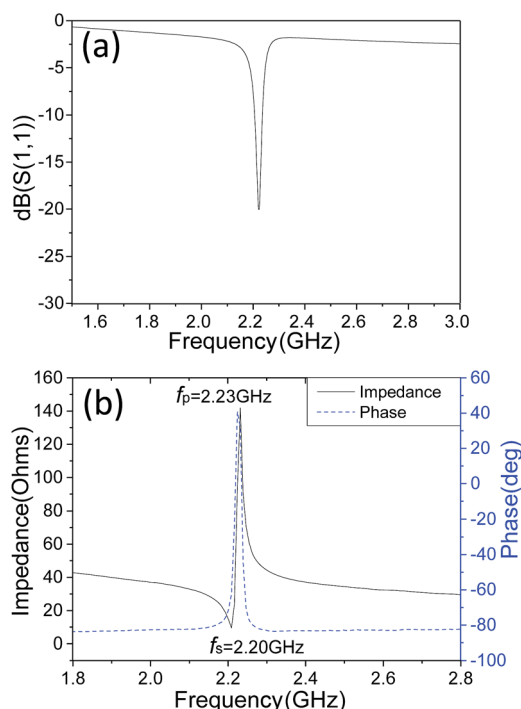 (a)
dB(S(1,1))
0
-5
-10
-15
-20
-25
-30
1.6 1.8 2.0 2.2 2.4 2.6 2.8 3.0
Frequency(GHz)
(b)
Impedance(Ohms)
160
140
120
100
80
60
40
20
0
fp=2.23GHz
fs=2.20GHz
Impedance
Phase
60
40
20
0
-20
-40
-60
-80
-100
Phase(deg)
1.8 2.0 2.2 2.4 2.6 2.8
Frequency(GHz)